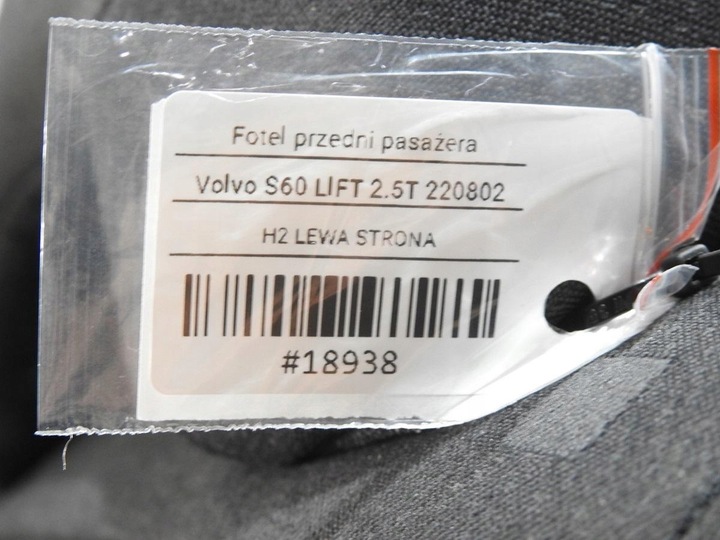 Fotel przedni pasażera
Volvo S60 LIFT 2.5T 220802
H2 LEWA STRONA
#18938